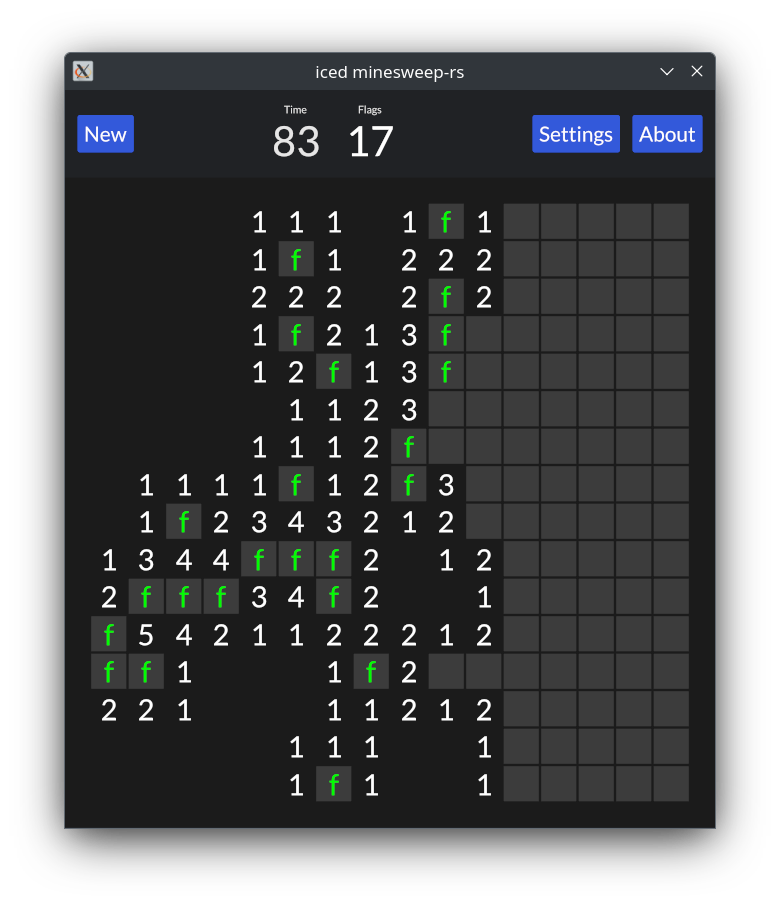 iced minesweep-rs
Time Flags
New 83 17 Settings About
1 1 1 1 f 1
1 f 1 2 2 2
2 2 2 2 f 2
1 f 2 1 3 f
1 2 f 1 3 f
1 1 2 3
1 1 1 2 f
1 1 1 1 f 1 2 f 3
1 f 2 3 4 3 2 1 2
1 3 4 4 f f f 2 1 2
2 f f f 3 4 f 2 1
f 5 4 2 1 1 2 2 2 1 2
f f 1 1 f 2
2 2 1 1 1 2 1 2
1 1 1 1
1 f 1 1